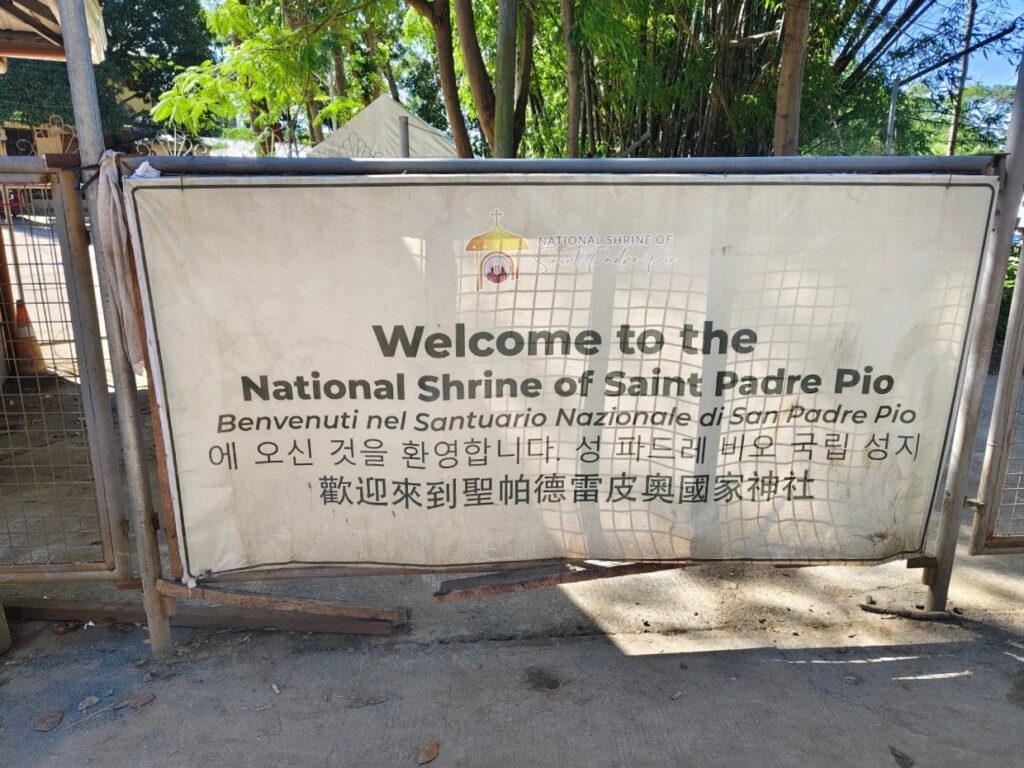 NATIONAL SHRINE OF
Saint Padre Pio
Welcome to the
National Shrine of Saint Padre Pio
Benvenuti nel Santuario Nazionale di San Padre Pio
에 오신 것을 환영합니다. 성 파드레 비오 국립 성지
歡迎來到聖帕德雷皮奧國家神社